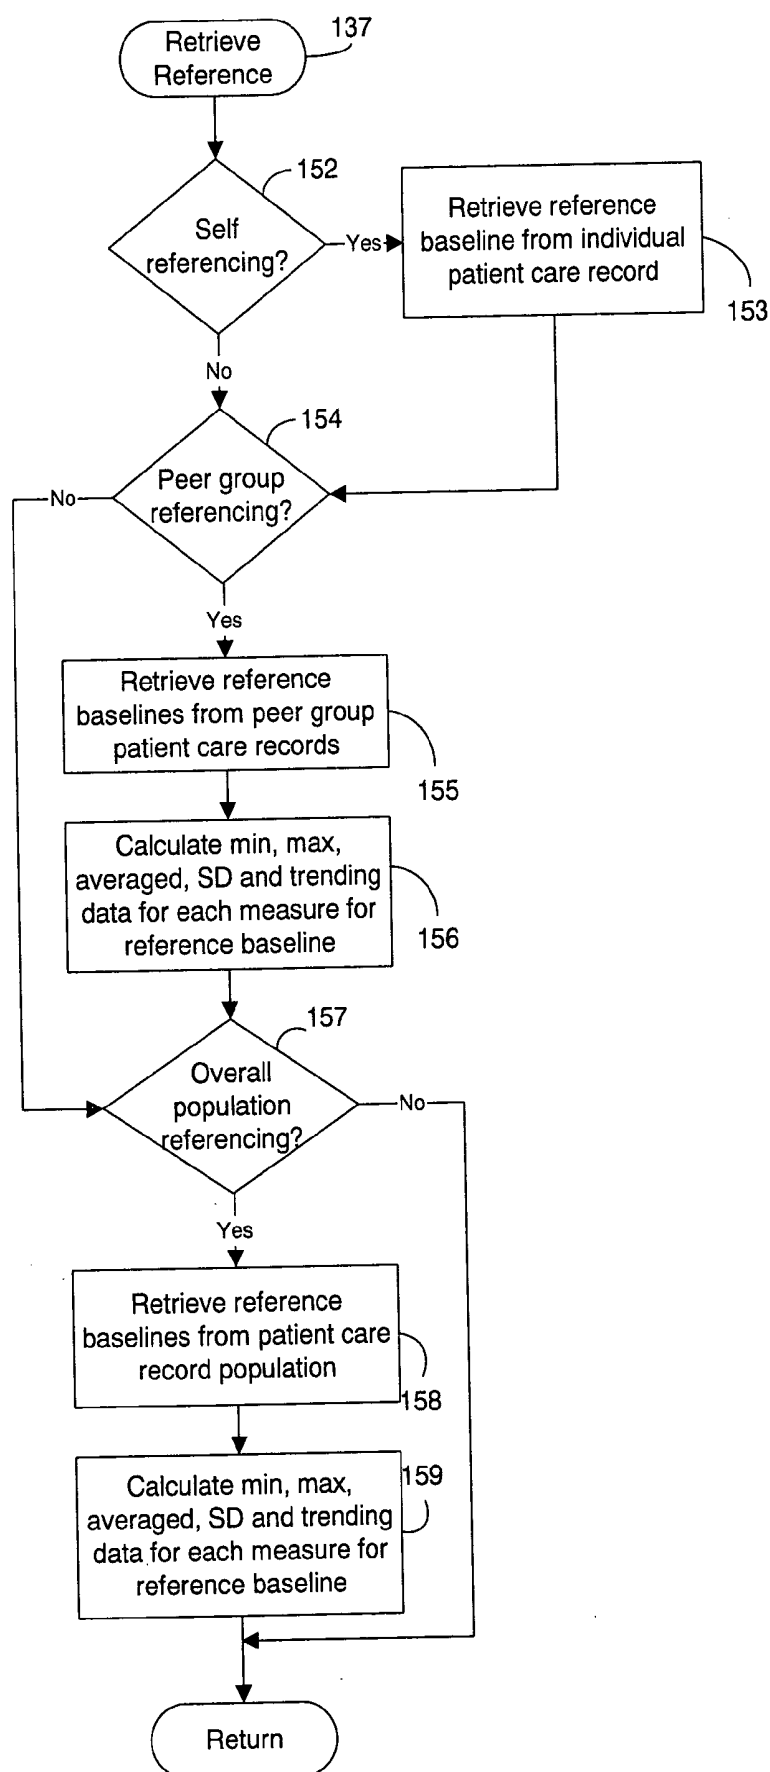 Retrieve
Reference
137
152
Self
referencing?
Yes
Retrieve reference
baseline from individual
patient care record
153
No
154
Peer group
referencing?
No
Yes
Retrieve reference
baselines from peer group
patient care records
155
Calculate min, max,
averaged, SD and trending
data for each measure for
reference baseline
156
157
Overall
population
referencing?
No
Yes
Retrieve reference
baselines from patient care
record population
158
159
Calculate min, max,
averaged, SD and trending
data for each measure for
reference baseline
Return